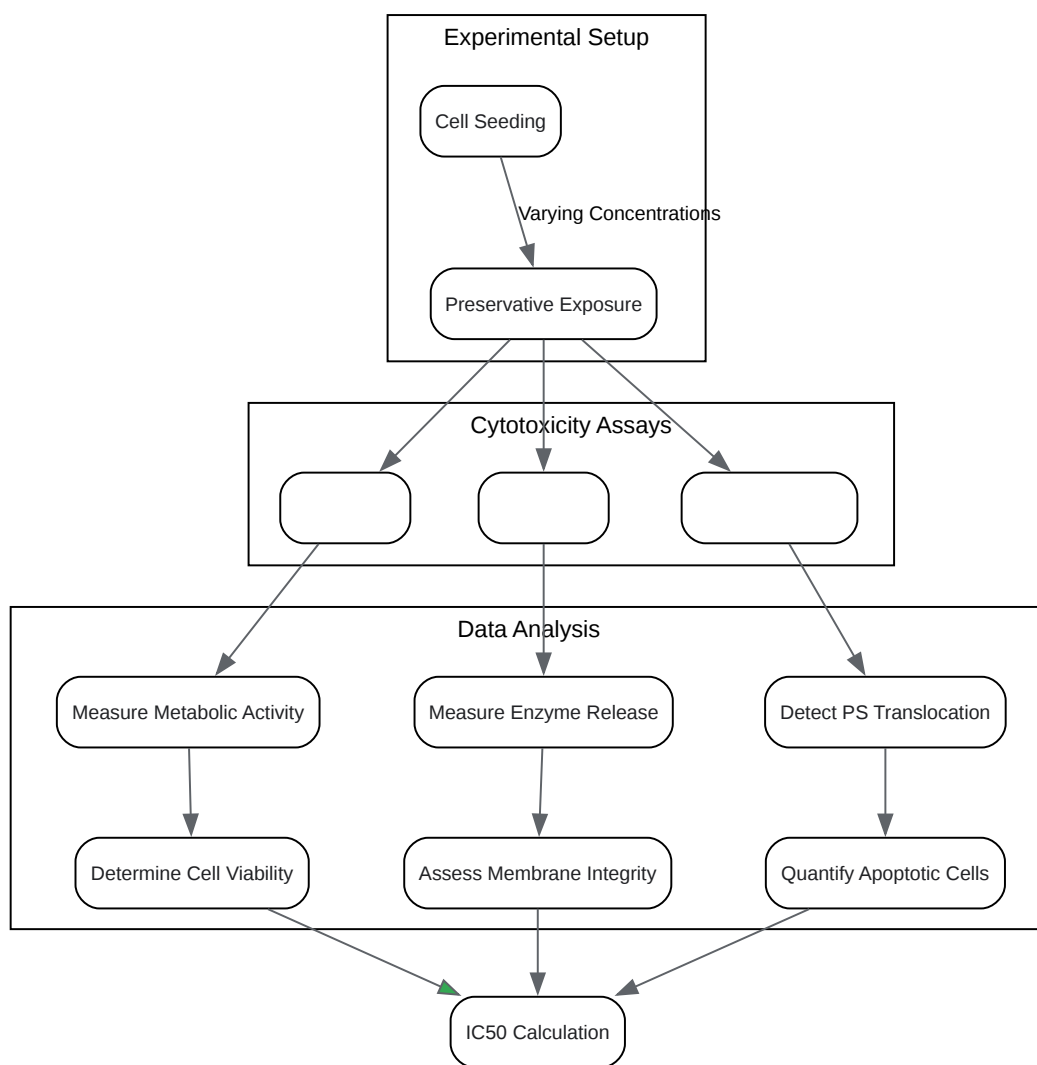 Experimental Setup
Cell Seeding
Varying Concentrations
Preservative Exposure
Cytotoxicity Assays
Data Analysis
Measure Metabolic Activity
Measure Enzyme Release
Detect PS Translocation
Determine Cell Viability
Assess Membrane Integrity
Quantify Apoptotic Cells
IC50 Calculation